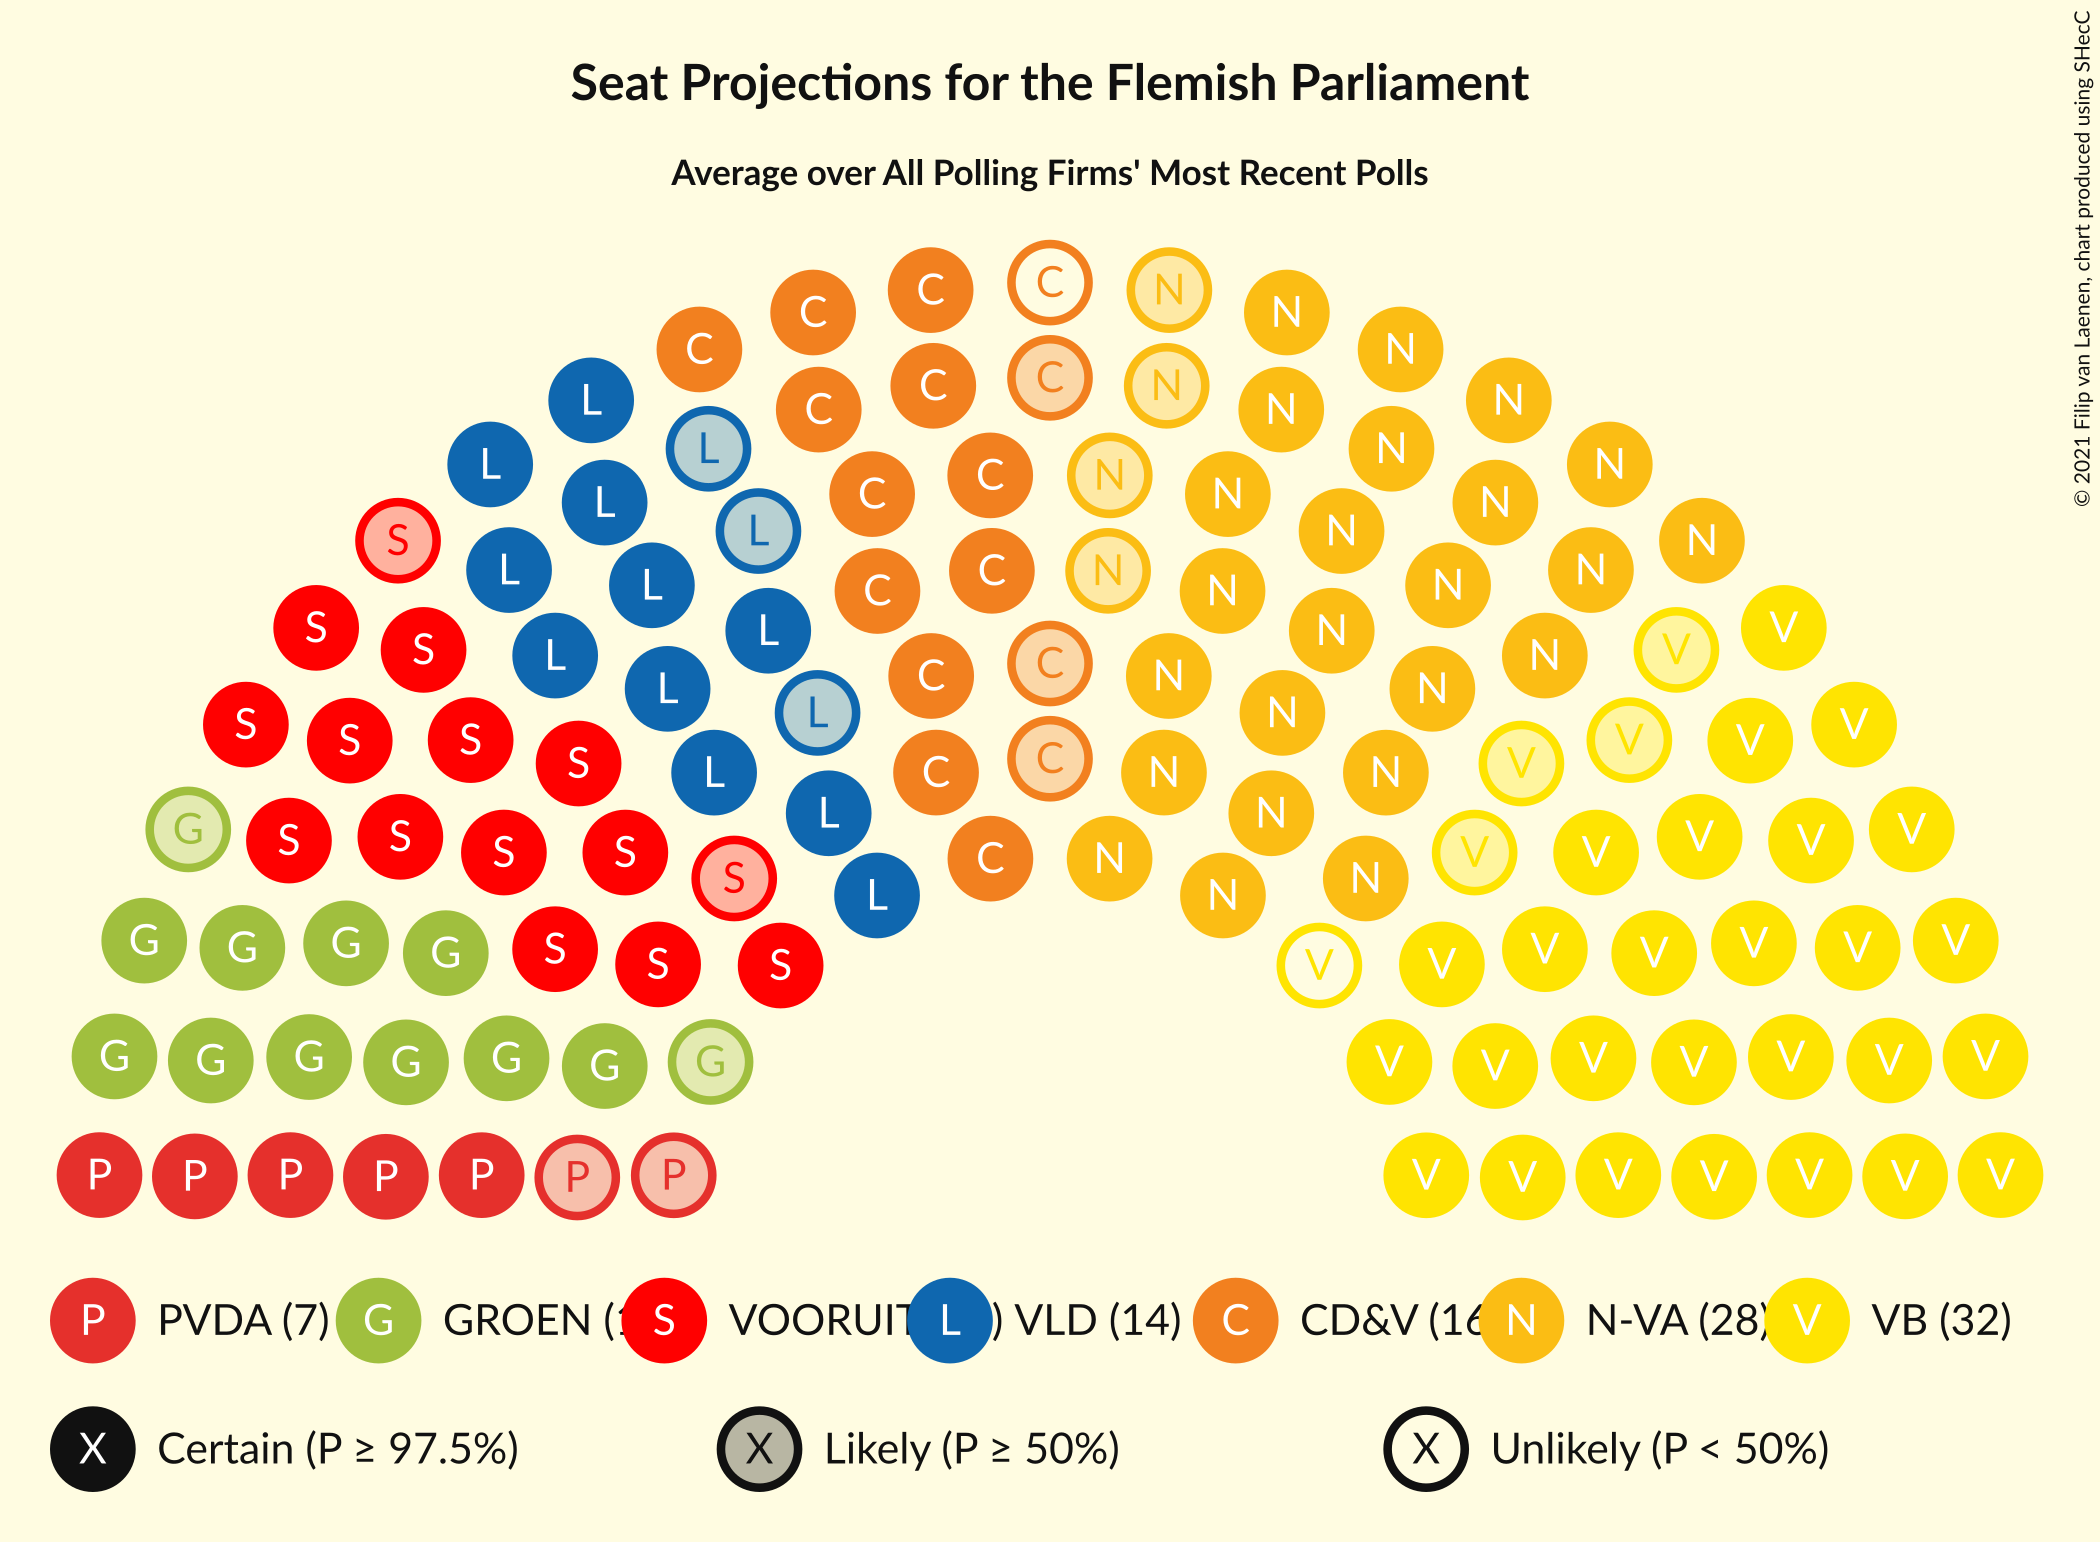 Seat Projections for the Flemish Parliament
Average over All Polling Firms' Most Recent Polls
© 2021 Filip van Laenen, chart produced using SHecC
C
C N
C N
C N
C
C N
L N
C N
L N
L N
C N
C N
L N
L N
S N
L C N N
L N
C N
S L N V
S V
L N
C
C N
L N
L N
S V
S S V V
C
S V
L C N N
L N
G V
S S V V
S S V V
C N
S N
L N
G G G G S S S V V V V V V V
G G G G G G G V V V V V V V
P P P P P P P V V V V V V V
P PVDA (7) G GROEN ( S VOORUIT L ) VLD (14) C CD&V (16 N N-VA (28) V VB (32)
X Certain (P ≥ 97.5%) X Likely (P ≥ 50%) X Unlikely (P < 50%)